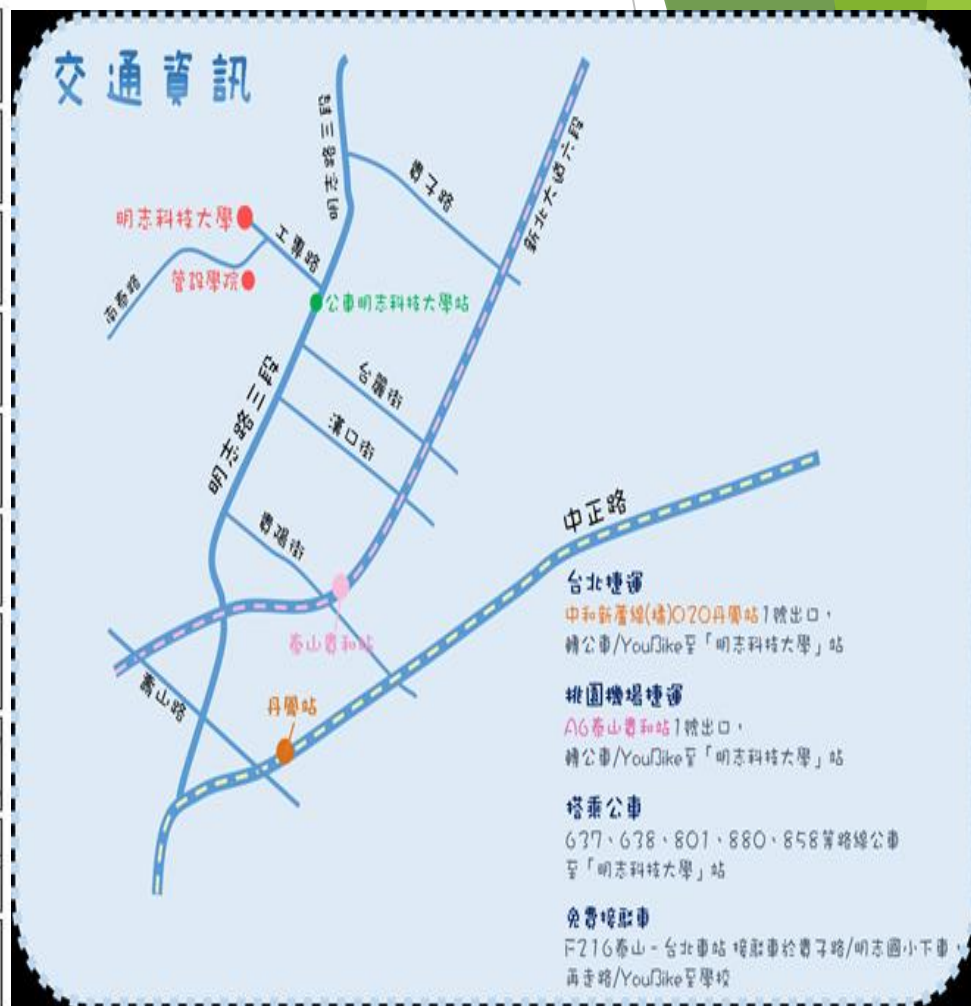 交通資訊
明志路三段
貴子路
新北大道六段
明志科技大學
工專路
管設學院
南泰路
公車明志科技大學站
台麗街
漢口街
明志路三段
貴陽街
中正路
泰山貴和站
壽山路
丹鳳站
台北捷運
中和新蘆線(橘)O20丹鳳站1號出口，
轉公車/YouBike至「明志科技大學」站
桃園機場捷運
A6泰山貴和站1號出口，
轉公車/YouBike至「明志科技大學」站
搭乘公車
637、638、801、880、858等路線公車
至「明志科技大學」站
免費接駁車
F216泰山-台北車站 接駁車於貴子路/明志國小下車，
再走路/YouBike至學校